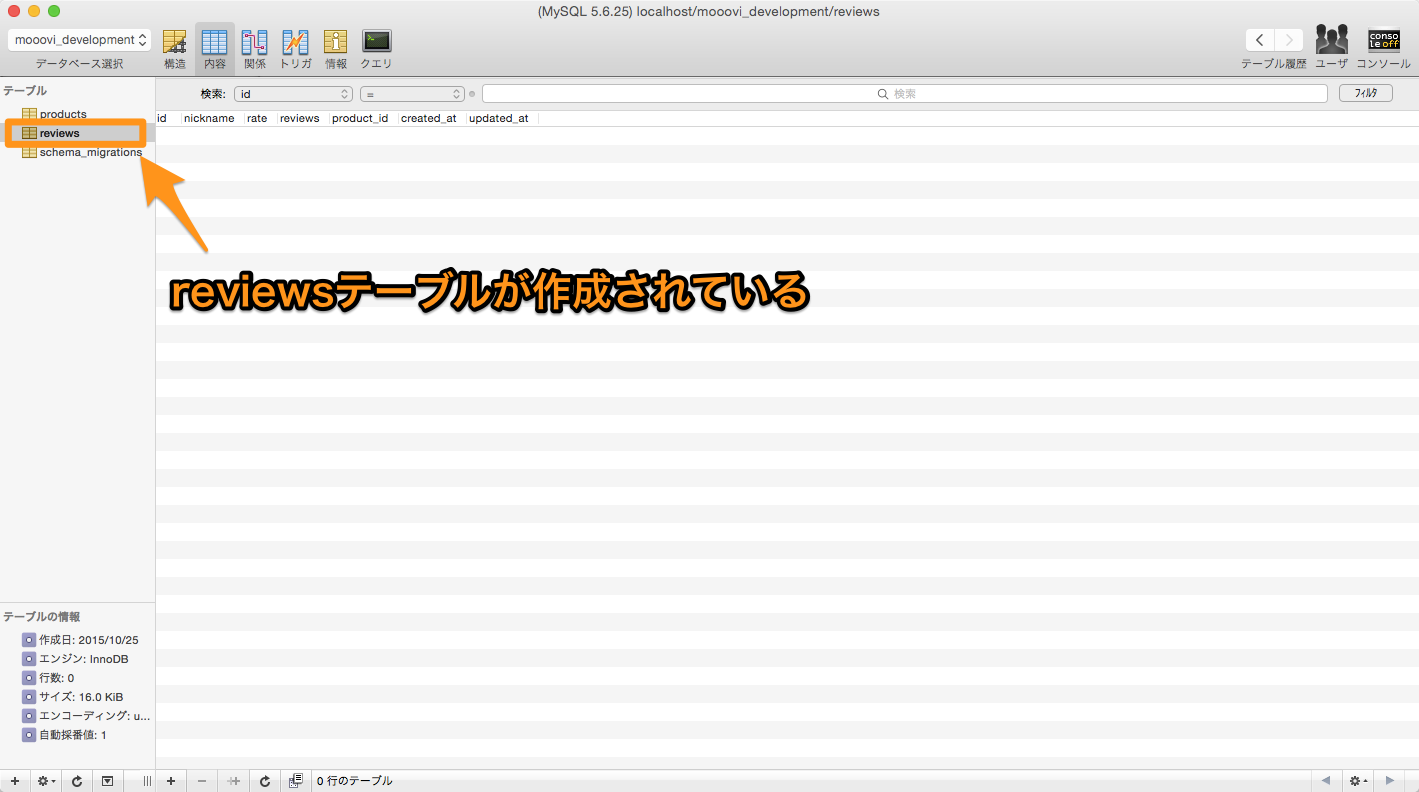 (MySQL 5.6.25) localhost/mooovi_development/reviews
mooovi_development
データベース選択
構造
内容
関係
トリガ
情報
クエリ
テーブル履歴
ユーザ
conso
le off
コンソール
テーブル
products
reviews
schema_migrations
検索:
id
=
検索
フィルタ
id nickname rate reviews product_id created_at updated_at
reviewsテーブルが作成されている
テーブルの情報
作成日: 2015/10/25
エンジン: InnoDB
行数: 0
サイズ: 16.0 KiB
エンコーディング: u...
自動採番値: 1
0 行のテーブル